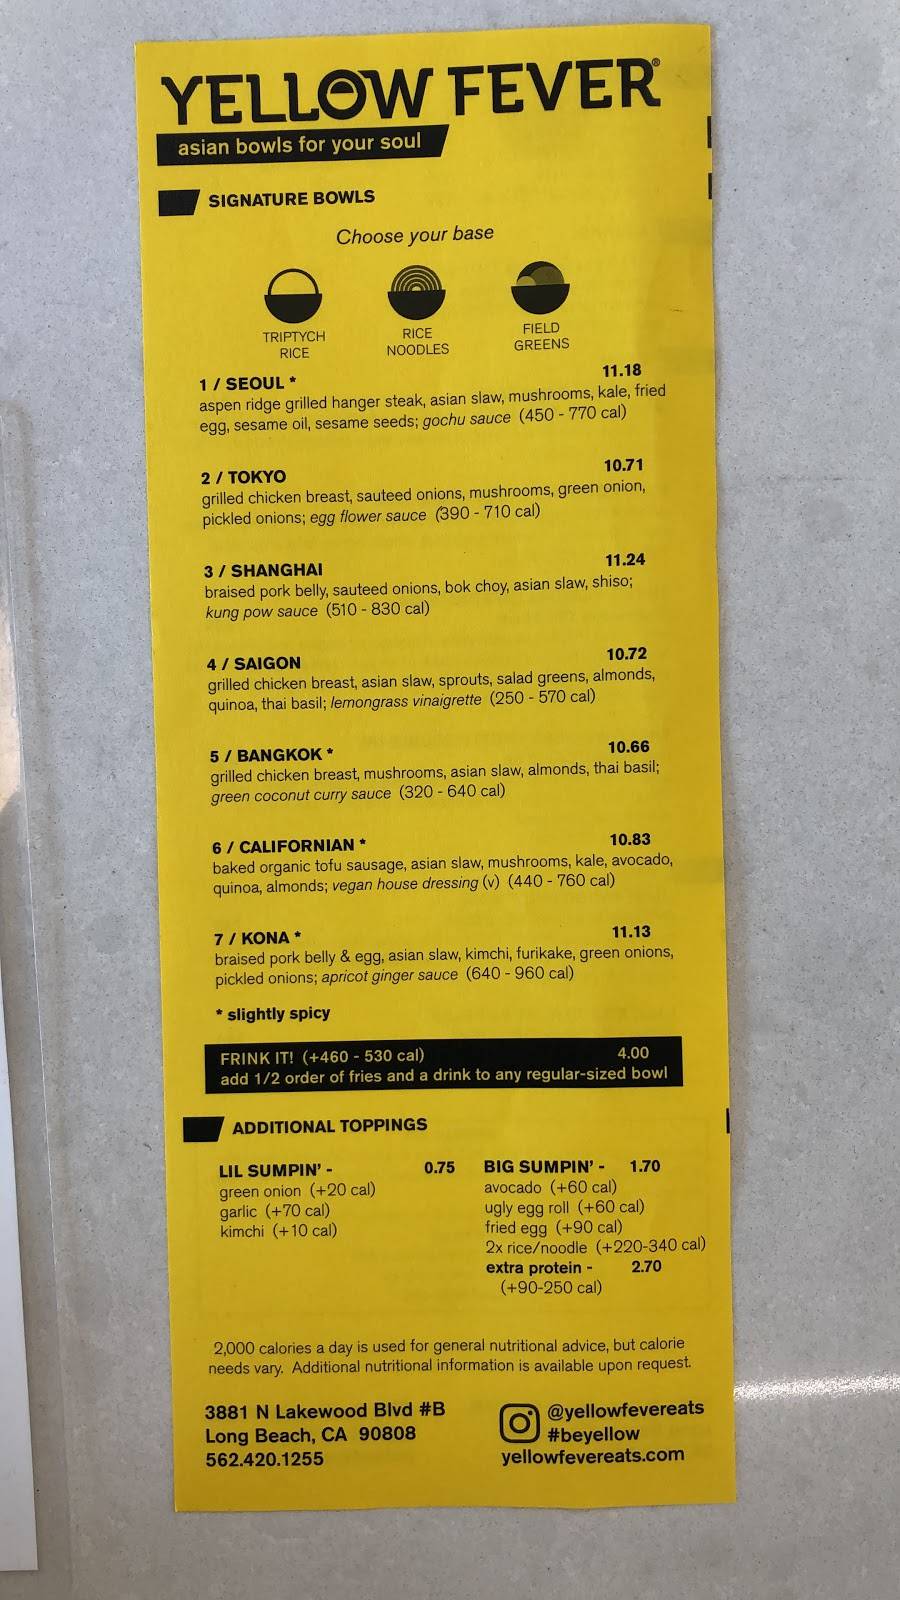 YELLOW FEVER®
asian bowls for your soul
SIGNATURE BOWLS
Choose your base
TRIPTYCH
RICE
RICE
NOODLES
FIELD
GREENS
1 / SEOUL * 11.18
aspen ridge grilled hanger steak, asian slaw, mushrooms, kale, fried
egg, sesame oil, sesame seeds; gochu sauce (450 - 770 cal)
2 / TOKYO 10.71
grilled chicken breast, sauteed onions, mushrooms, green onion,
pickled onions; egg flower sauce (390 - 710 cal)
3 / SHANGHAI 11.24
braised pork belly, sauteed onions, bok choy, asian slaw, shiso;
kung pow sauce (510 - 830 cal)
4 / SAIGON 10.72
grilled chicken breast, asian slaw, sprouts, salad greens, almonds,
quinoa, thai basil; lemongrass vinaigrette (250 - 570 cal)
5 / BANGKOK * 10.66
grilled chicken breast, mushrooms, asian slaw, almonds, thai basil;
green coconut curry sauce (320 - 640 cal)
6 / CALIFORNIAN * 10.83
baked organic tofu sausage, asian slaw, mushrooms, kale, avocado,
quinoa, almonds; vegan house dressing (v) (440 - 760 cal)
7 / KONA * 11.13
braised pork belly & egg, asian slaw, kimchi, furikake, green onions,
pickled onions; apricot ginger sauce (640 - 960 cal)
* slightly spicy
FRINK IT! (+460 - 530 cal) 4.00
add 1/2 order of fries and a drink to any regular-sized bowl
ADDITIONAL TOPPINGS
LIL SUMPIN' - 0.75
green onion (+20 cal)
garlic (+70 cal)
kimchi (+10 cal)
BIG SUMPIN' - 1.70
avocado (+60 cal)
ugly egg roll (+60 cal)
fried egg (+90 cal)
2x rice/noodle (+220-340 cal)
extra protein - 2.70
(+90-250 cal)
2,000 calories a day is used for general nutritional advice, but calorie
needs vary. Additional nutritional information is available upon request.
3881 N Lakewood Blvd #B
Long Beach, CA 90808
562.420.1255
@yellowfevereats
#beyellow
yellowfevereats.com